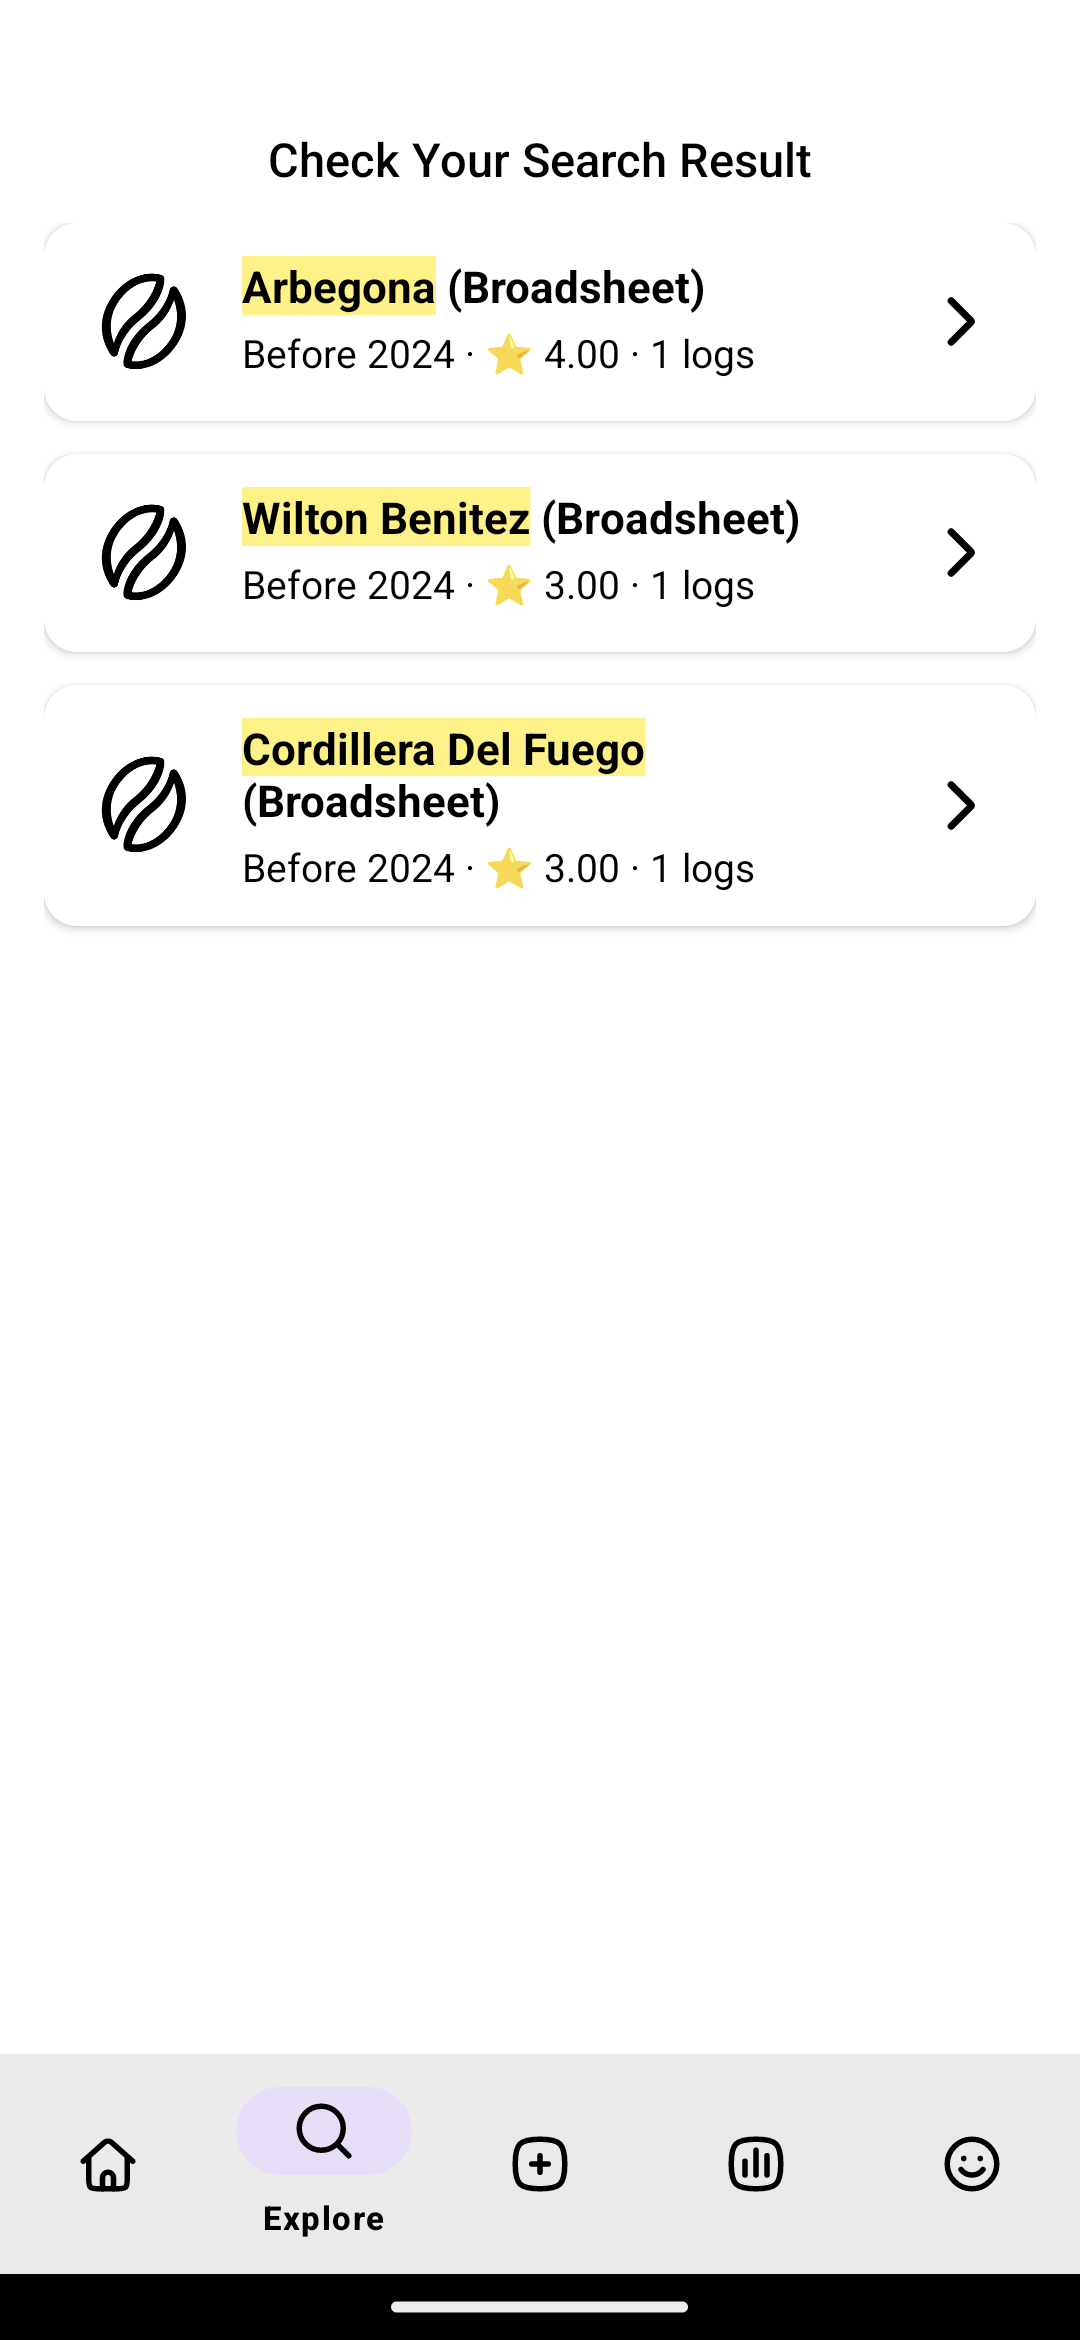 Check Your Search Result
Arbegona (Broadsheet)
Before 2024 · ⭐ 4.00 · 1 logs
Wilton Benitez (Broadsheet)
Before 2024 · ⭐ 3.00 · 1 logs
Cordillera Del Fuego
(Broadsheet)
Before 2024 · ⭐ 3.00 · 1 logs
Explore